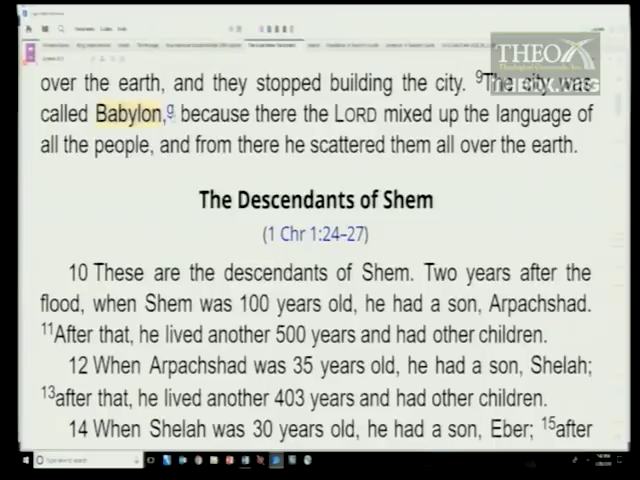 THEOX
THEOX.ORG
over the earth, and they stopped building the city. 9The city was
called Babylon,g because there the LORD mixed up the language of
all the people, and from there he scattered them all over the earth.
The Descendants of Shem
(1 Chr 1:24–27)
10 These are the descendants of Shem. Two years after the
flood, when Shem was 100 years old, he had a son, Arpachshad.
11After that, he lived another 500 years and had other children.
12 When Arpachshad was 35 years old, he had a son, Shelah;
13after that, he lived another 403 years and had other children.
14 When Shelah was 30 years old, he had a son, Eber; 15after